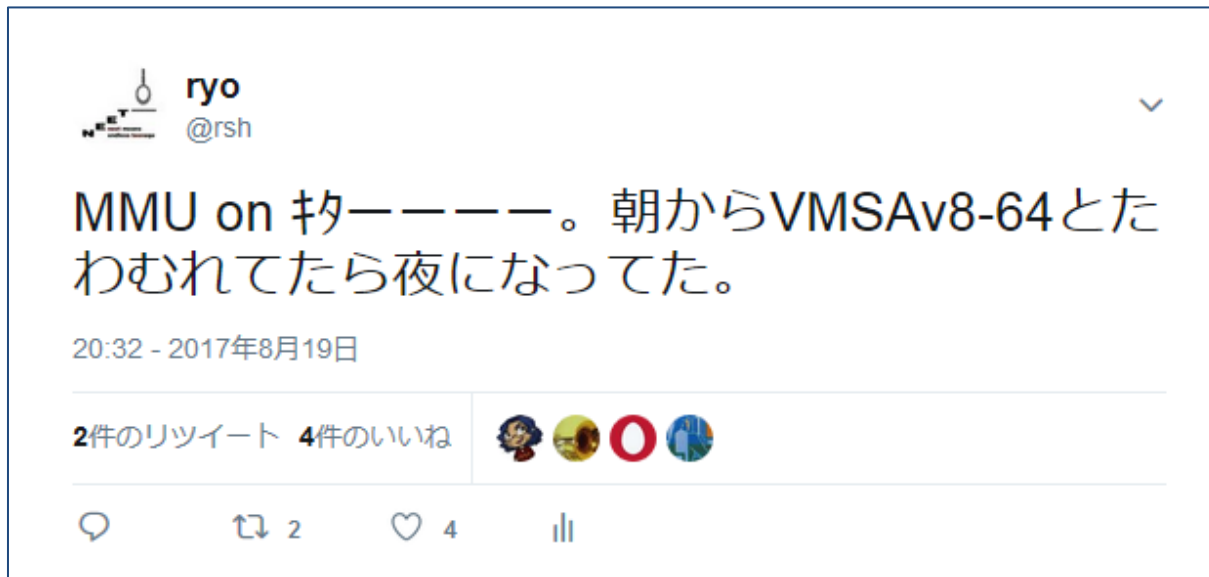 NEET
ryo
@rsh
MMU on ｷﾀーーーー。朝からVMSAv8-64とた
わむれてたら夜になってた。
20:32 - 2017年8月19日
2件のリツイート 4件のいいね
2 4